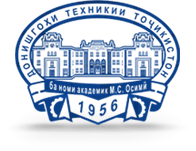 ДОНИШГОҲИ ТЕХНИКИИ ТОҶИКИСТОН
ба номи академик М.С. Осимӣ
1956